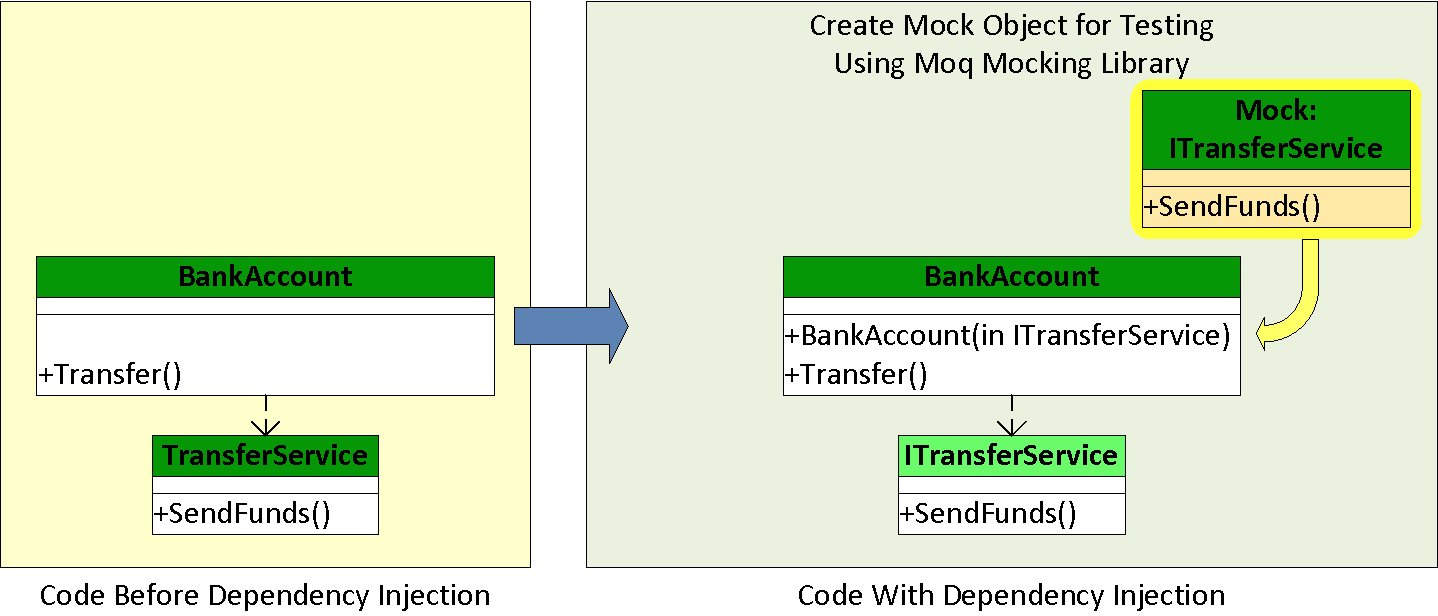 Create Mock Object for Testing
Using Moq Mocking Library
Mock:
ITransferService
+SendFunds()
BankAccount
+Transfer()
TransferService
+SendFunds()
BankAccount
+BankAccount(in ITransferService)
+Transfer()
ITransferService
+SendFunds()
Code Before Dependency Injection
Code With Dependency Injection